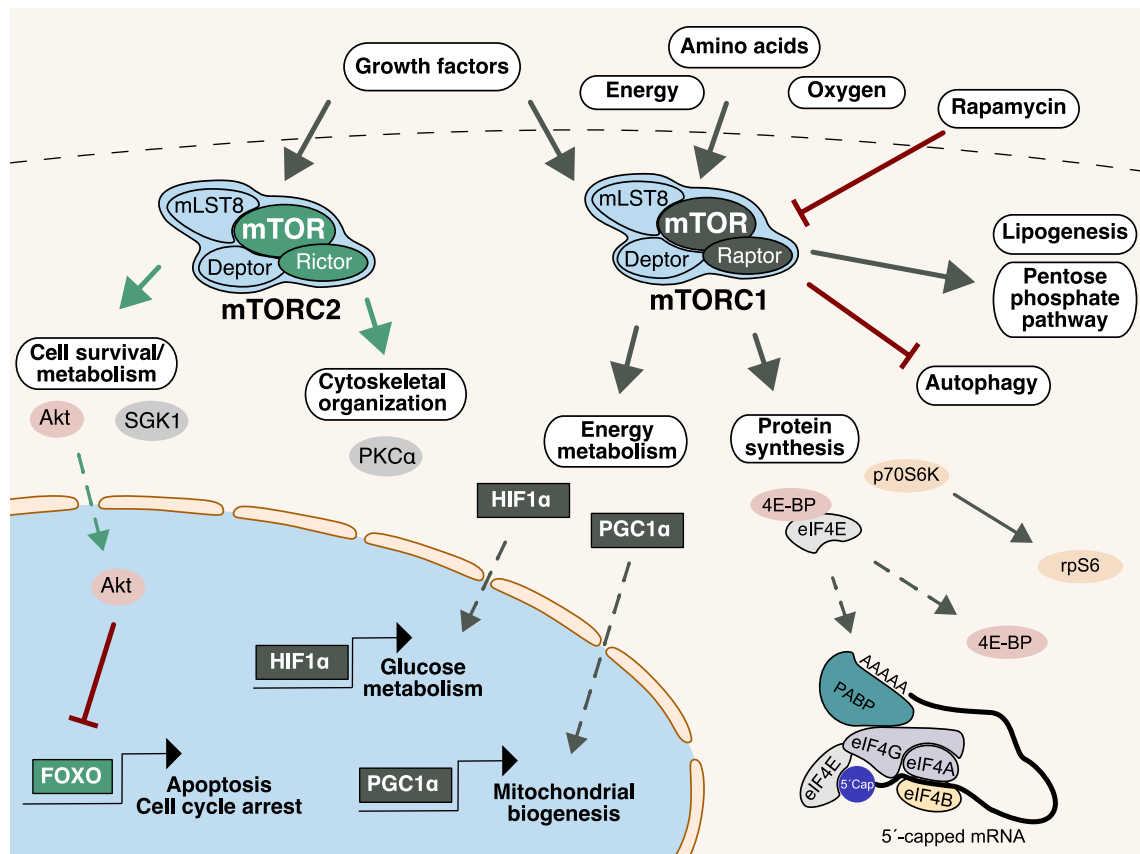 Growth factors
Amino acids
Energy
Oxygen
Rapamycin
mLST8
mTOR
Deptor
Rictor
mTORC2
mLST8
mTOR
Deptor
Raptor
mTORC1
Lipogenesis
Pentose
phosphate
pathway
Autophagy
Cell survival/
metabolism
Akt
SGK1
Cytoskeletal
organization
PKCα
Energy
metabolism
Protein
synthesis
HIF1α
PGC1α
4E-BP
eIF4E
p70S6K
rpS6
4E-BP
Akt
HIF1α
Glucose
metabolism
FOXO
Apoptosis
Cell cycle arrest
PGC1α
Mitochondrial
biogenesis
AAAAA
PABP
eIF4G
eIF4A
eIF4E
5´Cap
eIF4B
5´-capped mRNA